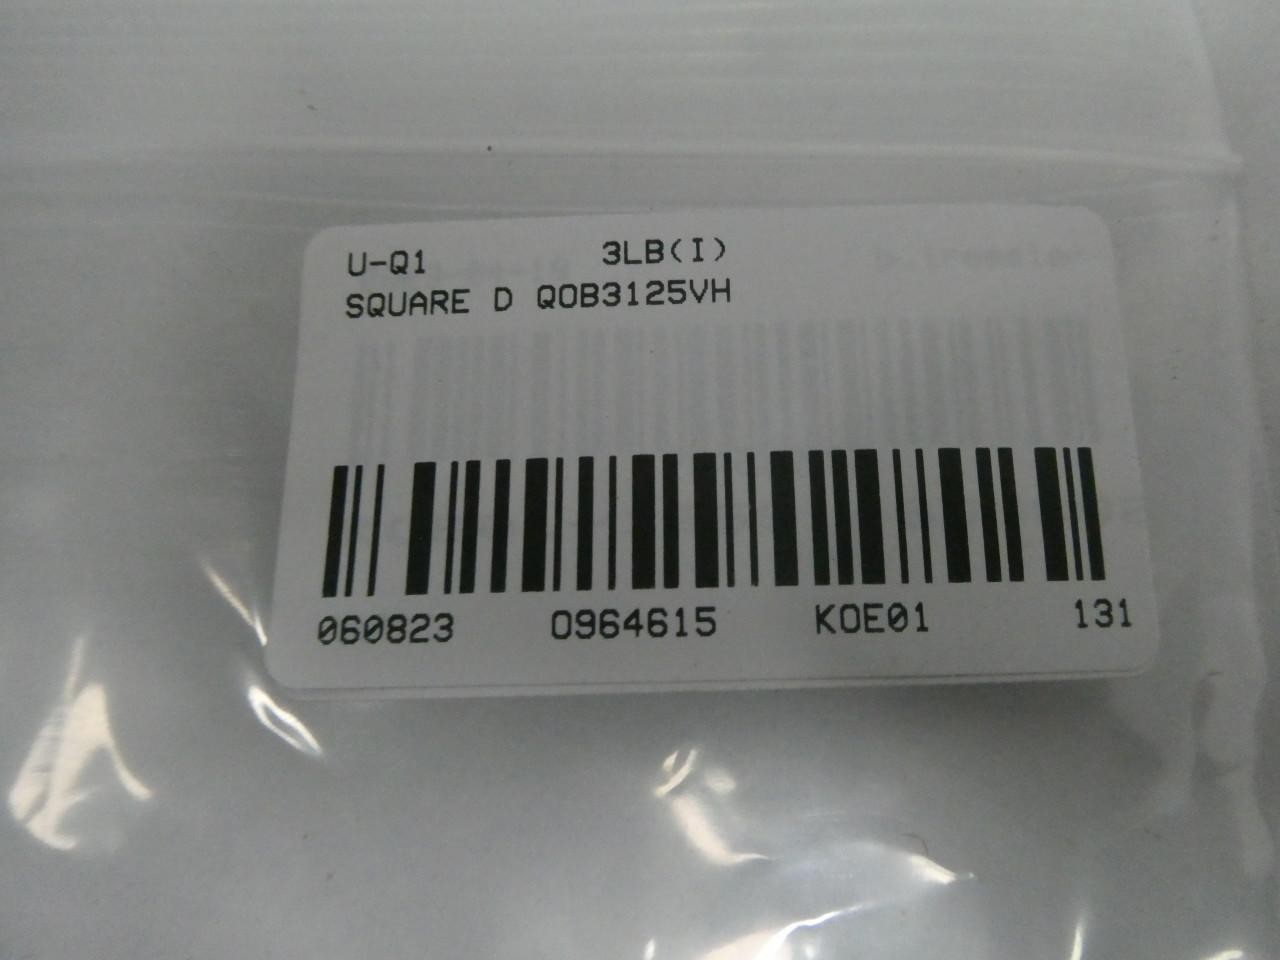 U-Q1 3LB(I)
SQUARE D QOB3125VH
060823 0964615 KOE01 131